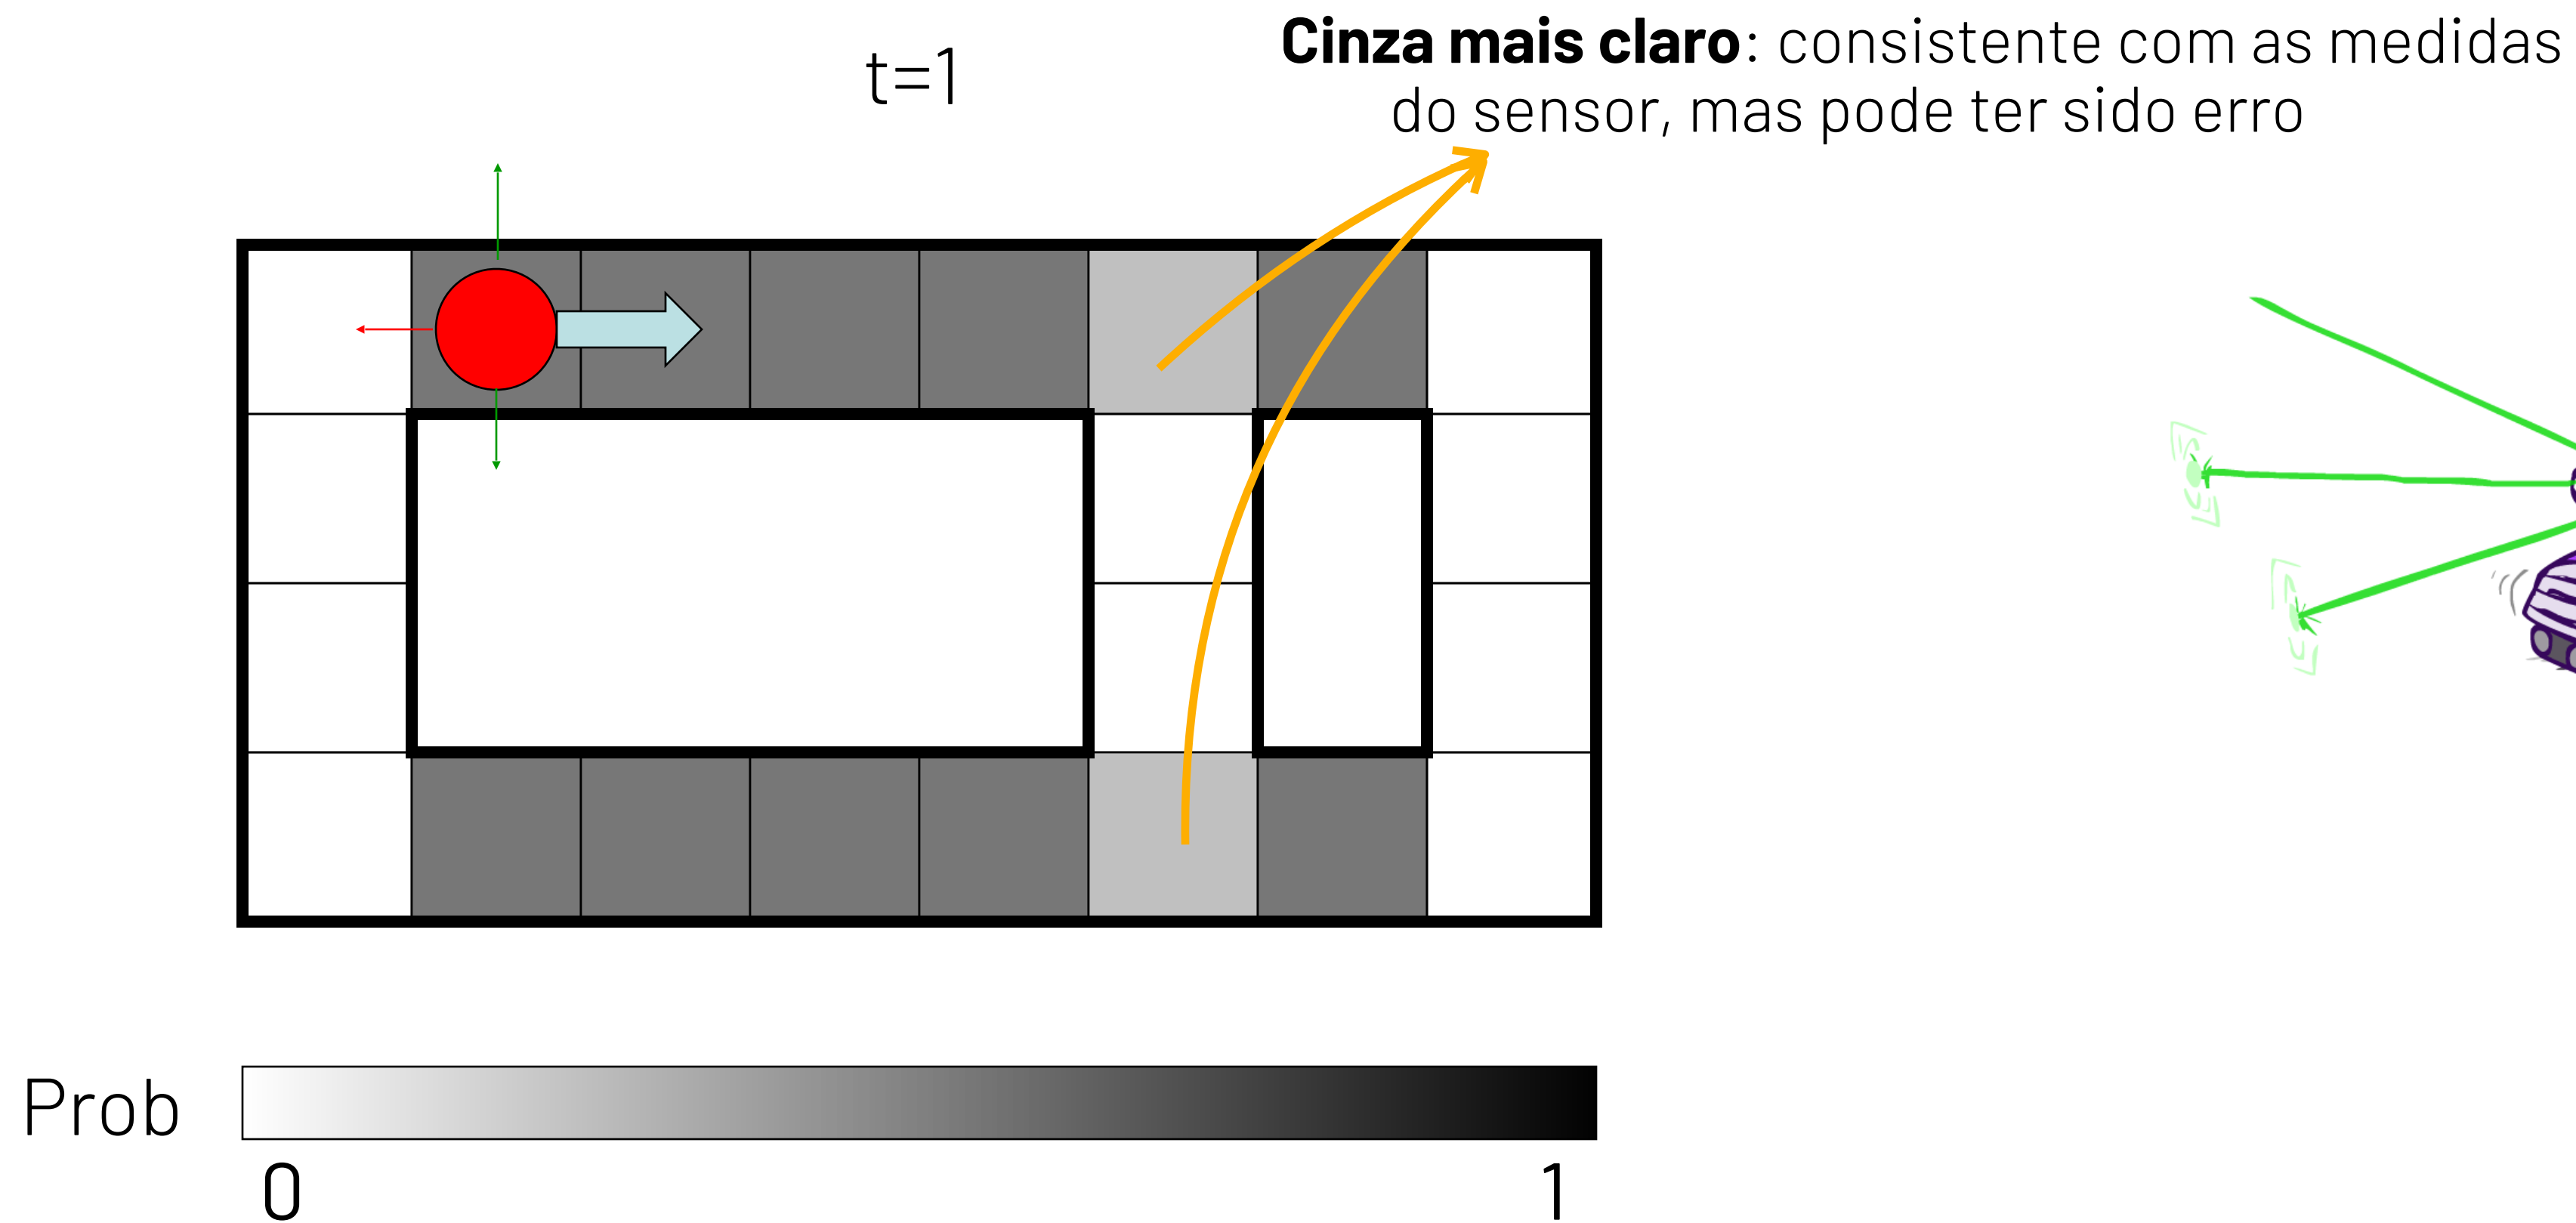 t=1
Cinza mais claro: consistente com as medidas
do sensor, mas pode ter sido erro
Prob
0
1